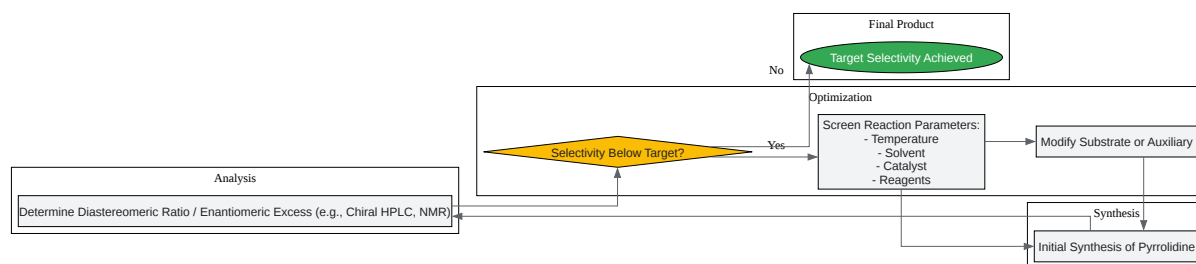 Final Product
Target Selectivity Achieved
No
Optimization
Selectivity Below Target?
Yes
Screen Reaction Parameters:
- Temperature
- Solvent
- Catalyst
- Reagents
Modify Substrate or Auxiliary
Analysis
Determine Diastereomeric Ratio / Enantiomeric Excess (e.g., Chiral HPLC, NMR)
Synthesis
Initial Synthesis of Pyrrolidine